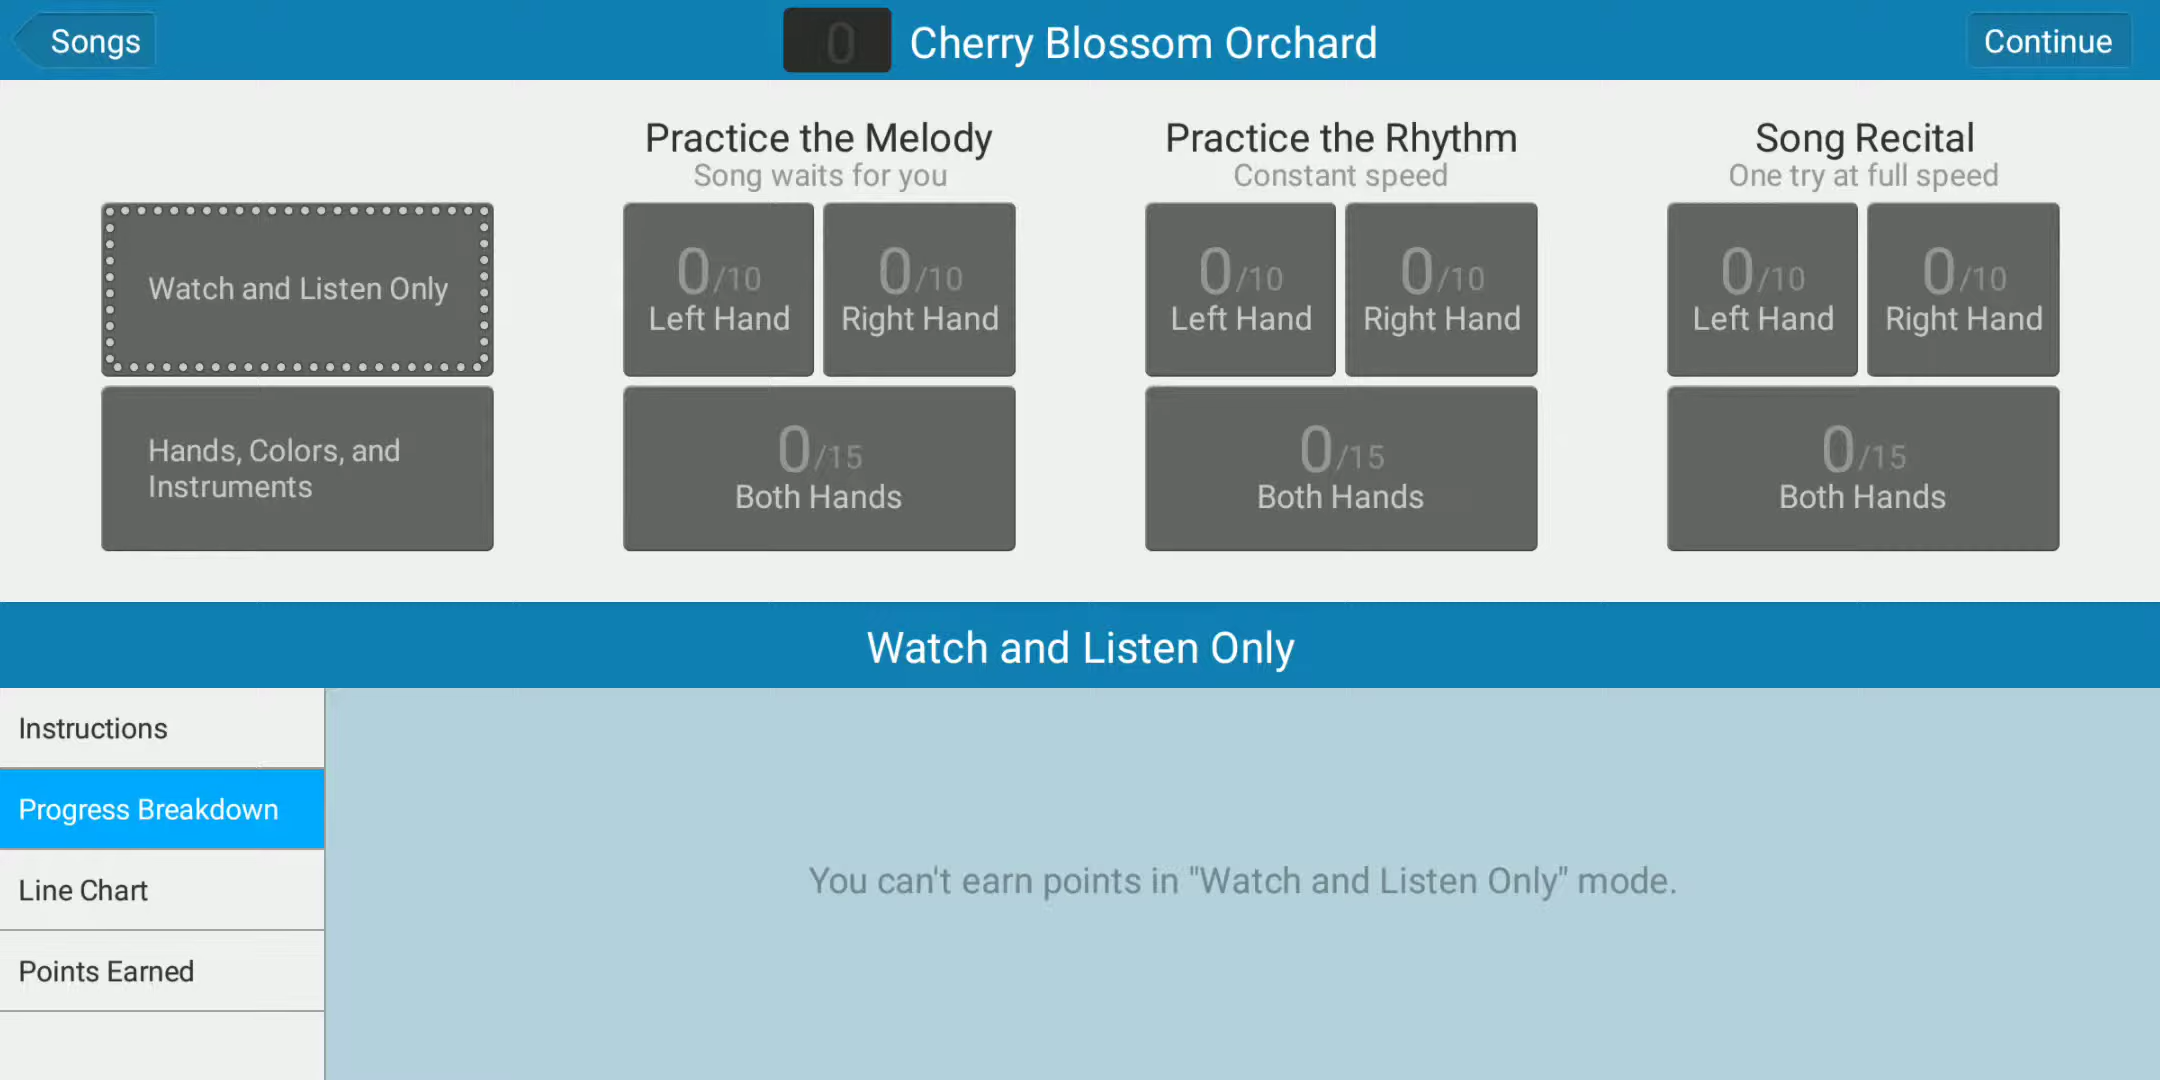 Songs
0
Cherry Blossom Orchard
Continue
Practice the Melody
Song waits for you
Practice the Rhythm
Constant speed
Song Recital
One try at full speed
Watch and Listen Only
0/10
Left Hand
0/10
Right Hand
0/10
Left Hand
0/10
Right Hand
0/10
Left Hand
0/10
Right Hand
Hands, Colors, and
Instruments
0/15
Both Hands
0/15
Both Hands
0/15
Both Hands
Watch and Listen Only
Instructions
Progress Breakdown
Line Chart
Points Earned
You can't earn points in "Watch and Listen Only" mode.